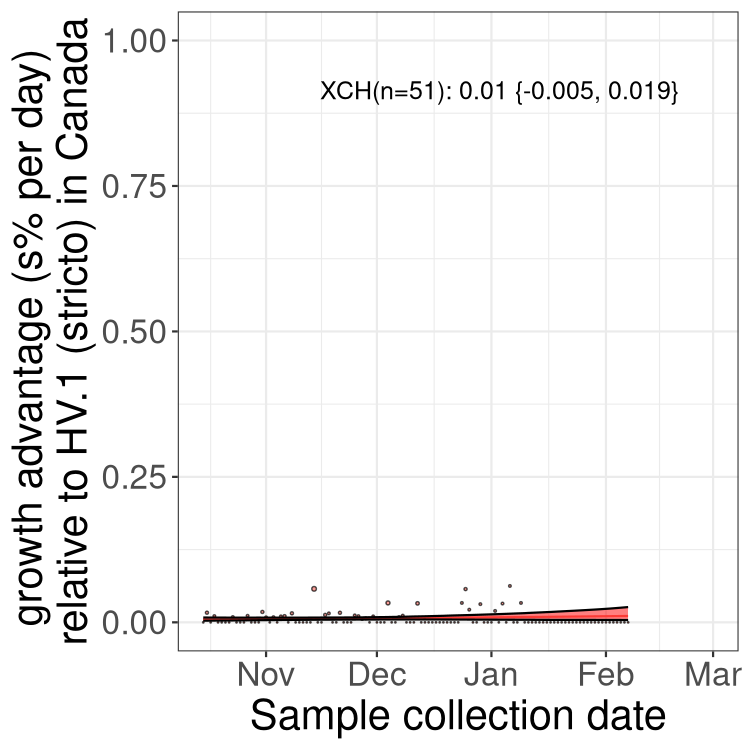 growth advantage (s% per day)
relative to HV.1 (stricto) in Canada
1.00
0.75
0.50
0.25
0.00
XCH(n=51): 0.01 {-0.005, 0.019}
Nov Dec Jan Feb Mar
Sample collection date